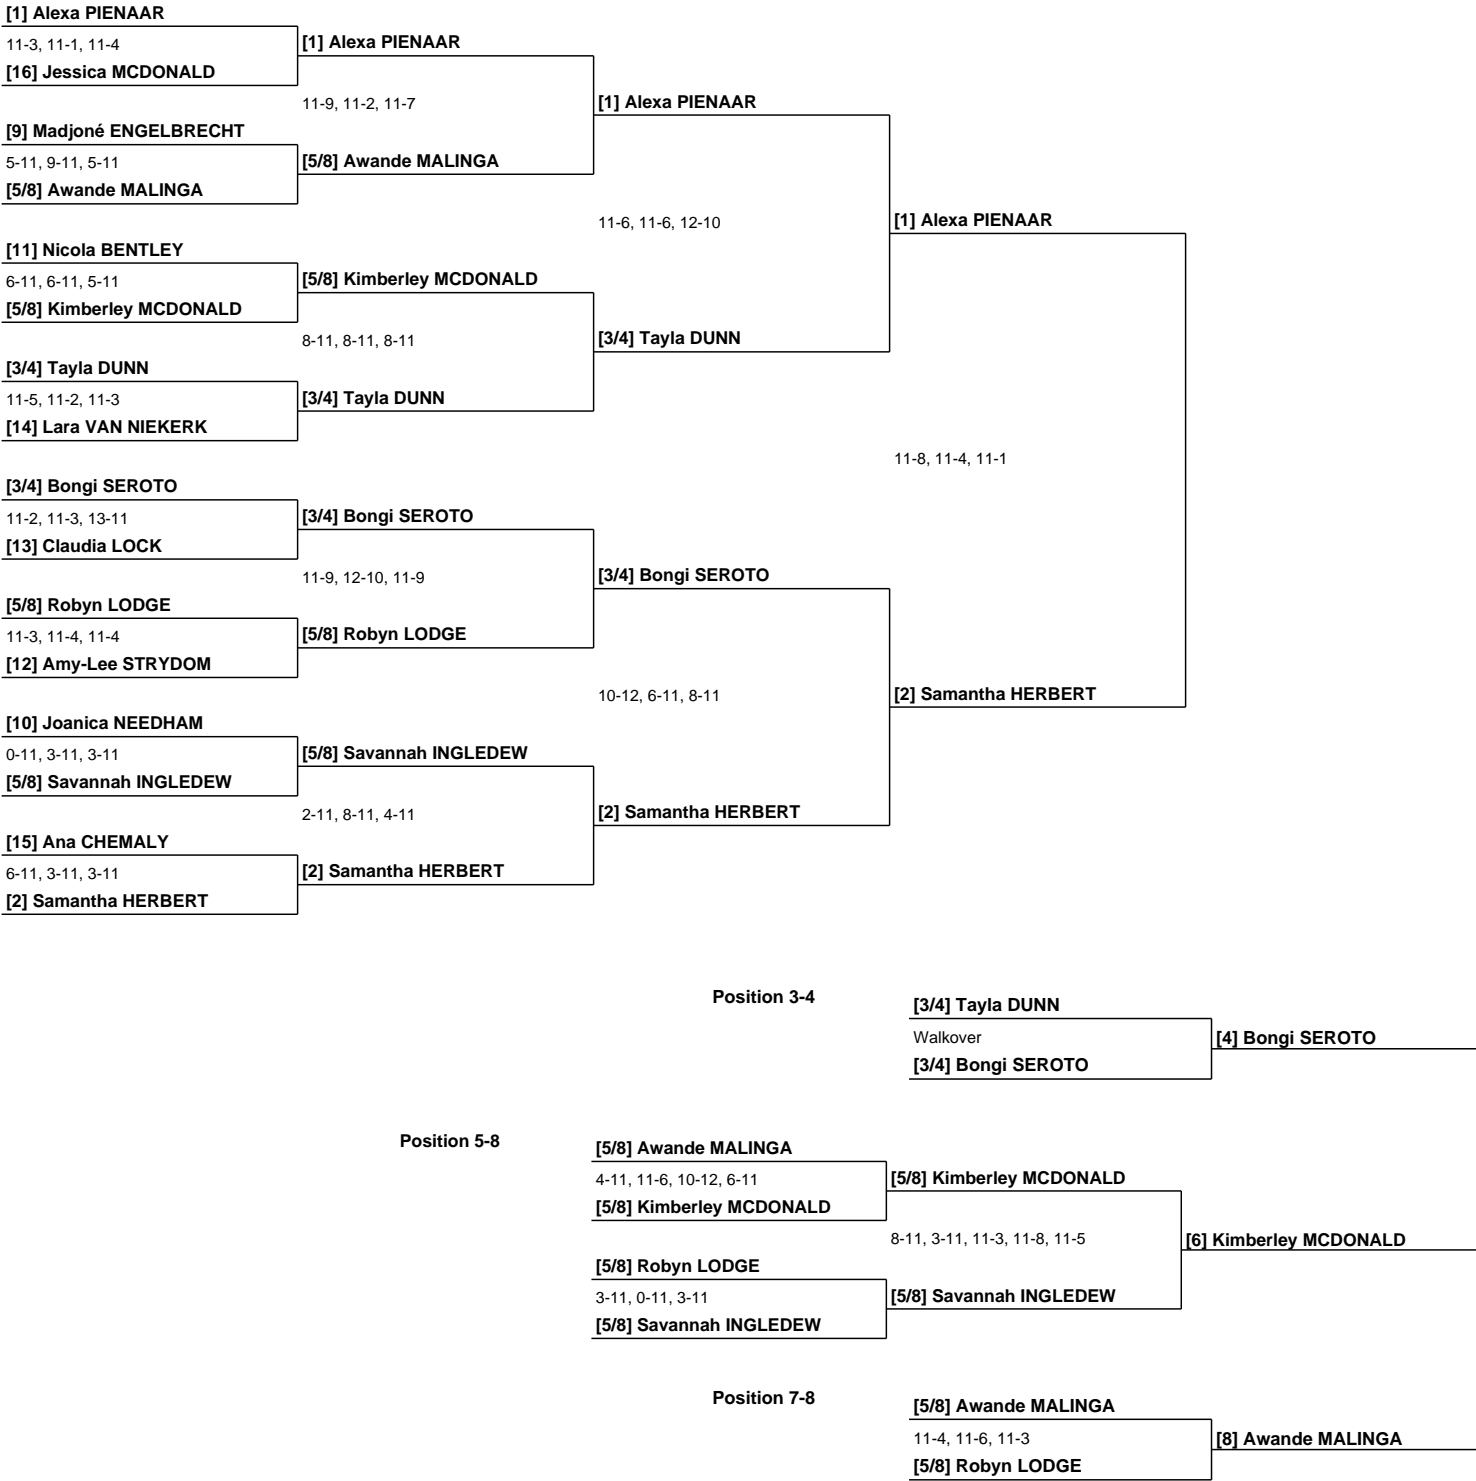 [1] Alexa PIENAAR
11-3, 11-1, 11-4
[16] Jessica MCDONALD
[9] Madjoné ENGELBRECHT
5-11, 9-11, 5-11
[5/8] Awande MALINGA
[11] Nicola BENTLEY
6-11, 6-11, 5-11
[5/8] Kimberley MCDONALD
[3/4] Tayla DUNN
11-5, 11-2, 11-3
[14] Lara VAN NIEKERK
[3/4] Bongi SEROTO
11-2, 11-3, 13-11
[13] Claudia LOCK
[5/8] Robyn LODGE
11-3, 11-4, 11-4
[12] Amy-Lee STRYDOM
[10] Joanica NEEDHAM
0-11, 3-11, 3-11
[5/8] Savannah INGLEDEW
[15] Ana CHEMALY
6-11, 3-11, 3-11
[2] Samantha HERBERT
[1] Alexa PIENAAR
11-9, 11-2, 11-7
[5/8] Awande MALINGA
[5/8] Kimberley MCDONALD
8-11, 8-11, 8-11
[3/4] Tayla DUNN
[3/4] Bongi SEROTO
11-9, 12-10, 11-9
[5/8] Robyn LODGE
[5/8] Savannah INGLEDEW
2-11, 8-11, 4-11
[2] Samantha HERBERT
[1] Alexa PIENAAR
11-6, 11-6, 12-10
[3/4] Tayla DUNN
[3/4] Bongi SEROTO
10-12, 6-11, 8-11
[2] Samantha HERBERT
[1] Alexa PIENAAR
11-8, 11-4, 11-1
[2] Samantha HERBERT
Position 3-4
[3/4] Tayla DUNN
Walkover
[3/4] Bongi SEROTO
[4] Bongi SEROTO
Position 5-8
[5/8] Awande MALINGA
4-11, 11-6, 10-12, 6-11
[5/8] Kimberley MCDONALD
[5/8] Robyn LODGE
3-11, 0-11, 3-11
[5/8] Savannah INGLEDEW
[5/8] Kimberley MCDONALD
8-11, 3-11, 11-3, 11-8, 11-5
[5/8] Savannah INGLEDEW
[6] Kimberley MCDONALD
Position 7-8
[5/8] Awande MALINGA
11-4, 11-6, 11-3
[5/8] Robyn LODGE
[8] Awande MALINGA